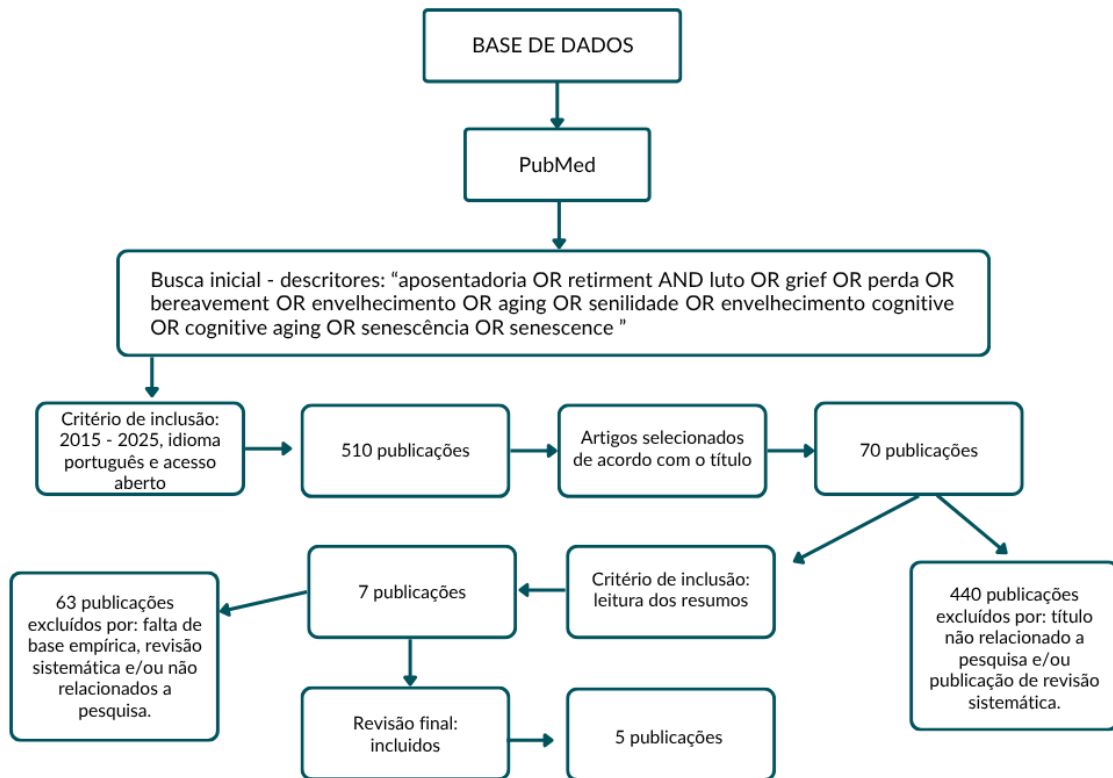 BASE DE DADOS
PubMed
Busca inicial - descritores: “aposentadoria OR retirment AND luto OR grief OR perda OR
bereavement OR envelhecimento OR aging OR senilidade OR envelhecimento cognitive
OR cognitive aging OR senescência OR senescence ”
Critério de inclusão:
2015 - 2025, idioma
português e acesso
aberto
510 publicações
Artigos selecionados
de acordo com o título
70 publicações
63 publicações
excluídos por: falta de
base empírica, revisão
sistemática e/ou não
relacionados a
pesquisa.
7 publicações
Critério de inclusão:
leitura dos resumos
440 publicações
excluídos por: título
não relacionado a
pesquisa e/ou
publicação de revisão
sistemática.
Revisão final:
incluidos
5 publicações